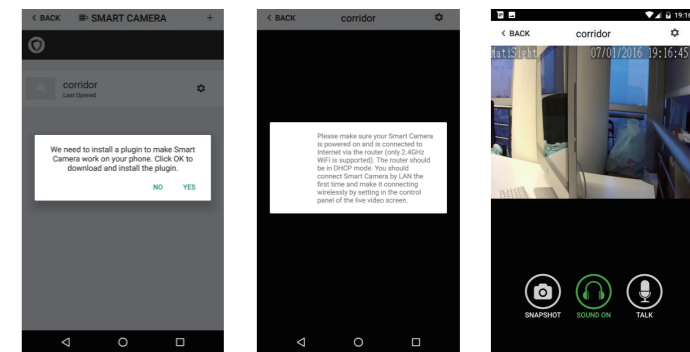 < BACK
SMART CAMERA
+
corridor
Last Opened
We need to install a plugin to make Smart
Camera work on your phone. Click OK to
download and install the plugin.
NO YES
< BACK
corridor
Please make sure your Smart Camera
is powered on and is connected to
Internet via the router (only 2.4GHz
WiFi is supported). The router should
be in DHCP mode. You should
connect Smart Camera by LAN the
first time and make it connecting
wirelessly by setting in the control
panel of the live video screen.
19:16
< BACK
corridor
MatiSight 07/01/2016 19:16:45
SNAPSHOT
SOUND ON
TALK